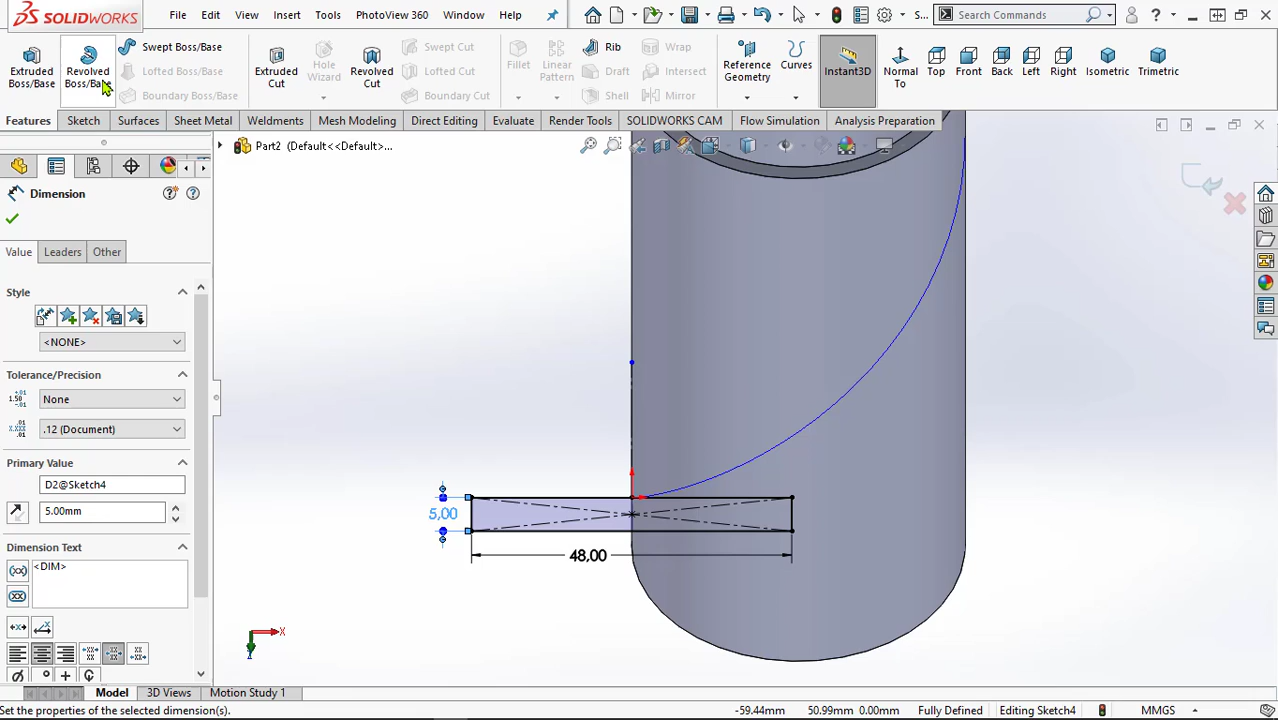 SOLIDWORKS
File
Edit
View
Insert
Tools
PhotoView 360
Window
Help
S...
Search Commands
?
Extruded Boss/Base
Revolved Boss/Base
Swept Boss/Base
Lofted Boss/Base
Boundary Boss/Base
Extruded Cut
Hole Wizard
Revolved Cut
Swept Cut
Lofted Cut
Boundary Cut
Fillet
Linear Pattern
Rib
Draft
Shell
Wrap
Intersect
Mirror
Reference Geometry
Curves
Instant3D
Normal To
Top
Front
Back
Left
Right
Isometric
Trimetric
Features
Sketch
Surfaces
Sheet Metal
Weldments
Mesh Modeling
Direct Editing
Evaluate
Render Tools
SOLIDWORKS CAM
Flow Simulation
Analysis Preparation
Part2 (Default<<Default>...
Dimension
Value
Leaders
Other
Style
<NONE>
Tolerance/Precision
None
.12 (Document)
Primary Value
D2@Sketch4
5.00mm
Dimension Text
<DIM>
5,00
48,00
X
Model
3D Views
Motion Study 1
Set the properties of the selected dimension(s).
-59.44mm
50.99mm
0.00mm
Fully Defined
Editing Sketch4
MMGS